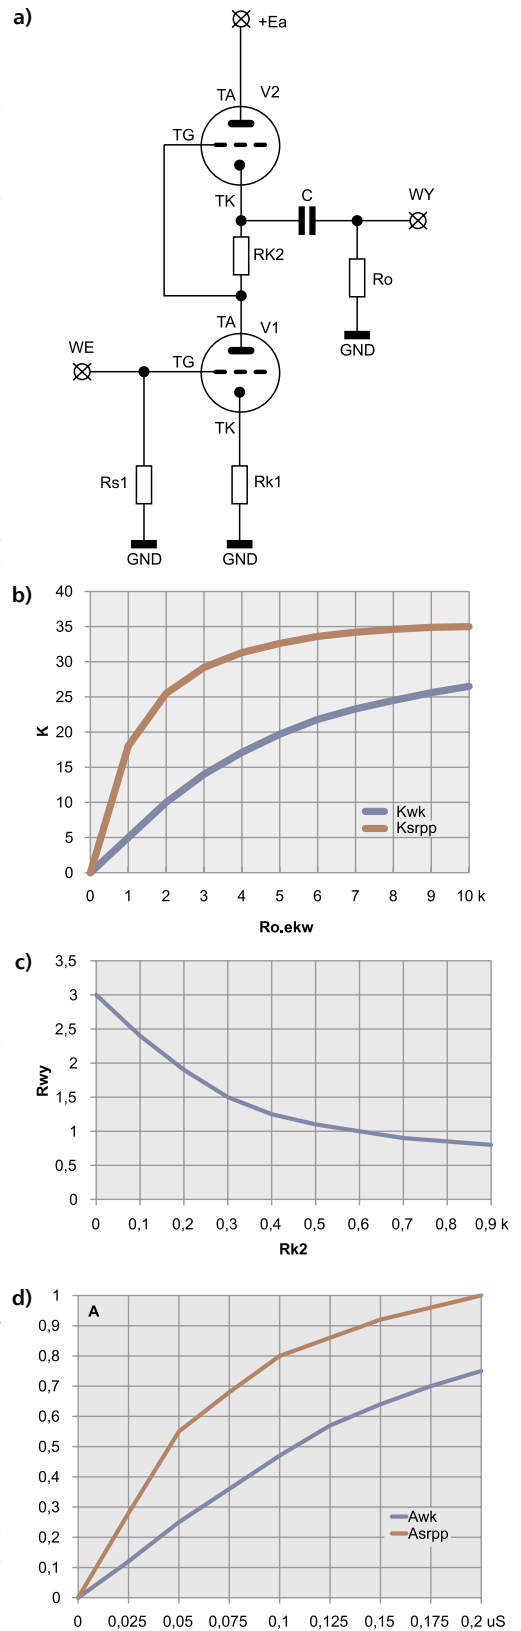 a)
+Ea
TA
V2
TG
TK
C
WY
RK2
Ro
GND
TA
V1
WE
TG
TK
Rs1
Rk1
GND
GND
b)
40
35
30
25
20
15
10
5
0
K
Kwk
Ksrpp
0 1 2 3 4 5 6 7 8 9 10 k
Ro.ekw
c)
3,5
3
2,5
2
1,5
1
0,5
0
Rwy
0 0,1 0,2 0,3 0,4 0,5 0,6 0,7 0,8 0,9 k
Rk2
d)
A
1
0,9
0,8
0,7
0,6
0,5
0,4
0,3
0,2
0,1
0
Awk
Asrpp
0 0,025 0,05 0,075 0,1 0,125 0,15 0,175 0,2 uS